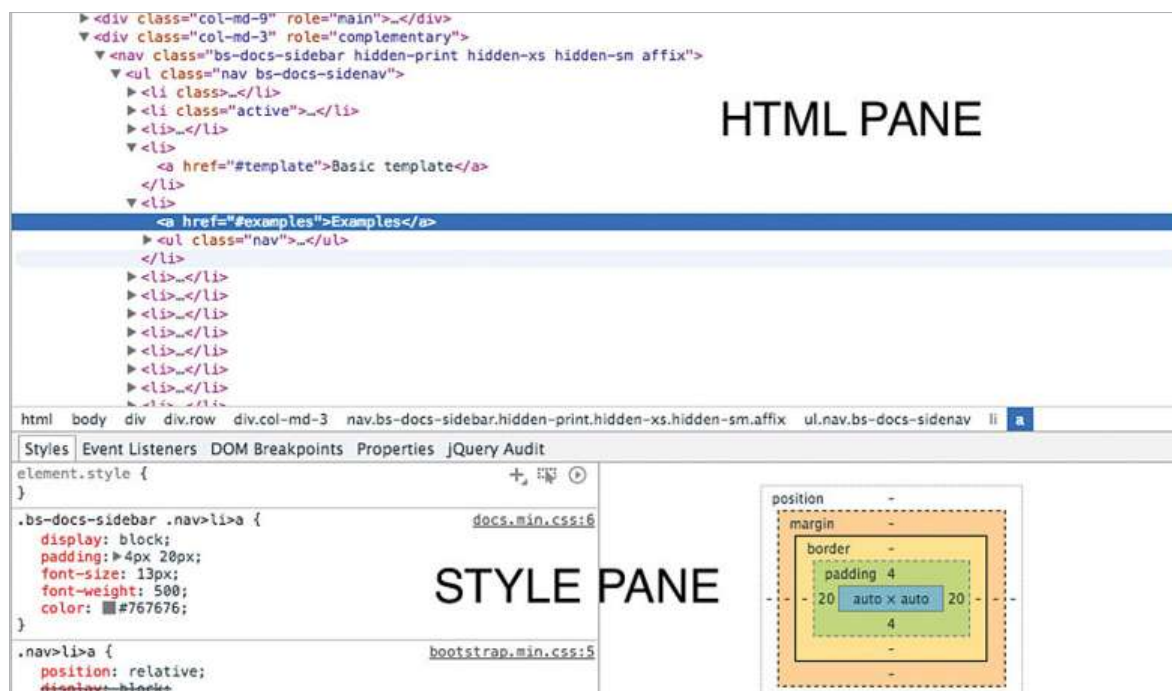 ▶<div class="col-md-9" role="main">…</div>
▼<div class="col-md-3" role="complementary">
▼<nav class="bs-docs-sidebar hidden-print hidden-xs hidden-sm affix">
▼<ul class="nav bs-docs-sidenav">
▶<li class>…</li>
▶<li class="active">…</li>
▶<li>…</li>
▼<li>
<a href="#template">Basic template</a>
</li>
▼<li>
<a href="#examples">Examples</a>
▶<ul class="nav">…</ul>
</li>
▶<li>…</li>
▶<li>…</li>
▶<li>…</li>
▶<li>…</li>
▶<li>…</li>
▶<li>…</li>
▶<li>…</li>
▶<li>…</li>
HTML PANE
html body div div.row div.col-md-3 nav.bs-docs-sidebar.hidden-print.hidden-xs.hidden-sm.affix ul.nav.bs-docs-sidenav li a
Styles Event Listeners DOM Breakpoints Properties jQuery Audit
element.style {
}
.bs-docs-sidebar .nav>li>a { docs.min.css:6
display: block;
padding:▶4px 20px;
font-size: 13px;
font-weight: 500;
color: #767676;
}
.nav>li>a { bootstrap.min.css:5
position: relative;
display: block;
STYLE PANE
position -
margin -
border -
padding 4
- - - 20 auto × auto 20 - - -
4
-
-